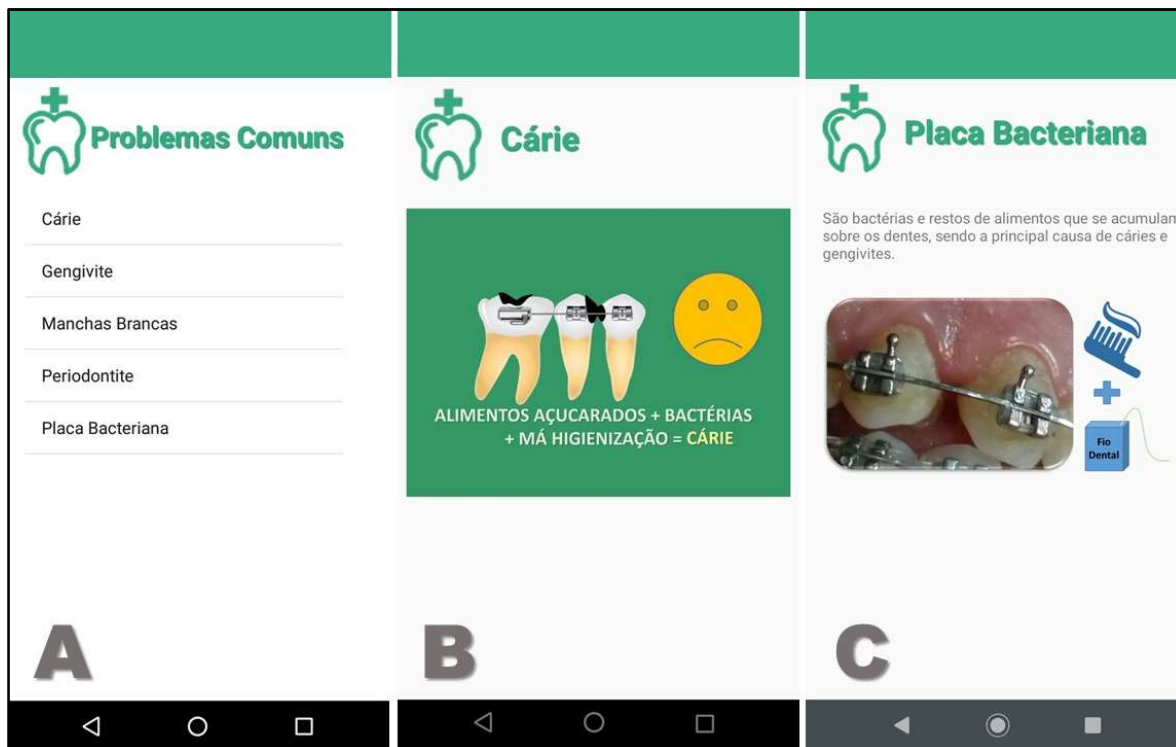 Problemas Comuns
Cárie
Gengivite
Manchas Brancas
Periodontite
Placa Bacteriana
A
Cárie
ALIMENTOS AÇUCARADOS + BACTÉRIAS
+ MÁ HIGIENIZAÇÃO = CÁRIE
B
Placa Bacteriana
São bactérias e restos de alimentos que se acumulam
sobre os dentes, sendo a principal causa de cáries e
gengivites.
Fio
Dental
C